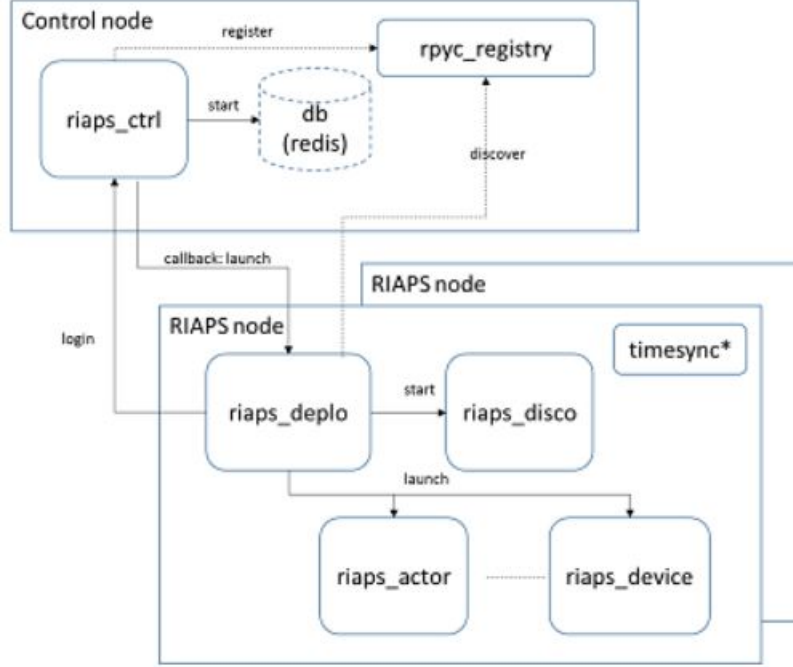 Control node
register
rpyc_registry
riaps_ctrl
start
db
(redis)
discover
callback: launch
RIAPS node
RIAPS node
timesync*
login
riaps_deplo
start
riaps_disco
launch
riaps_actor
riaps_device